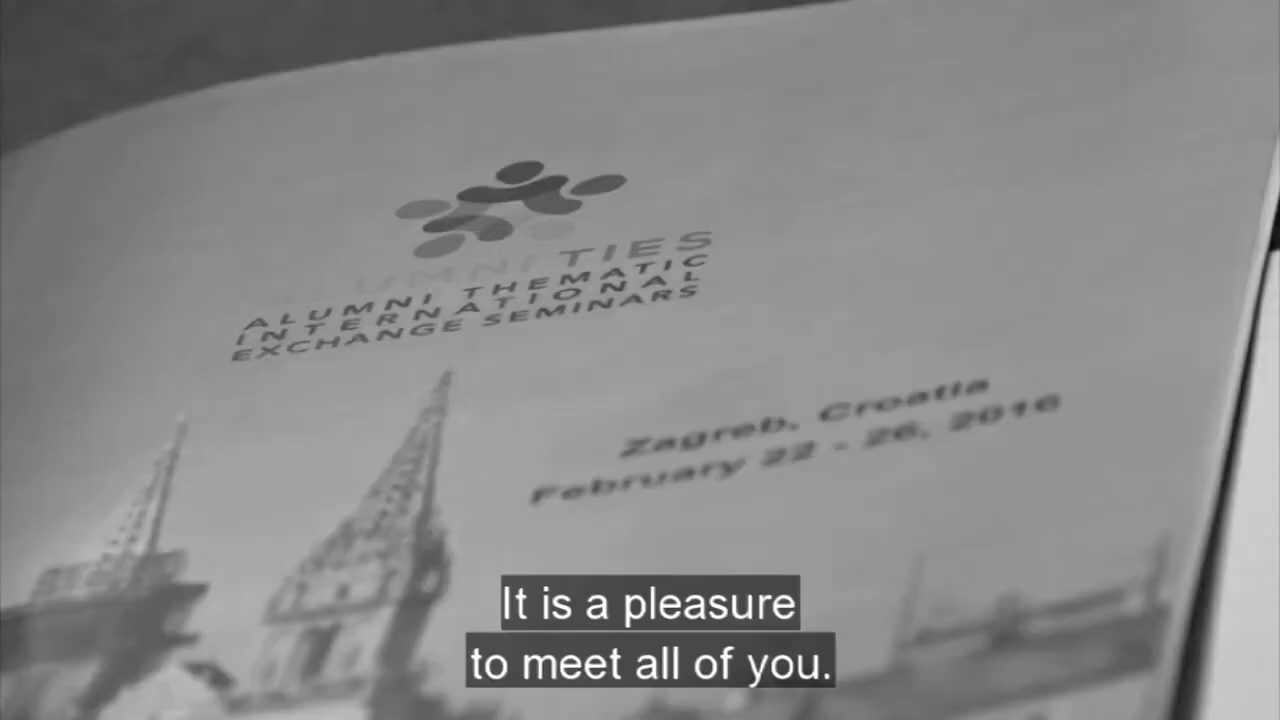 ALUMNI TIES
ALUMNI THEMATIC
INTERNATIONAL
EXCHANGE SEMINARS
Zagreb, Croatia
February 22 - 26, 2016
It is a pleasure
to meet all of you.